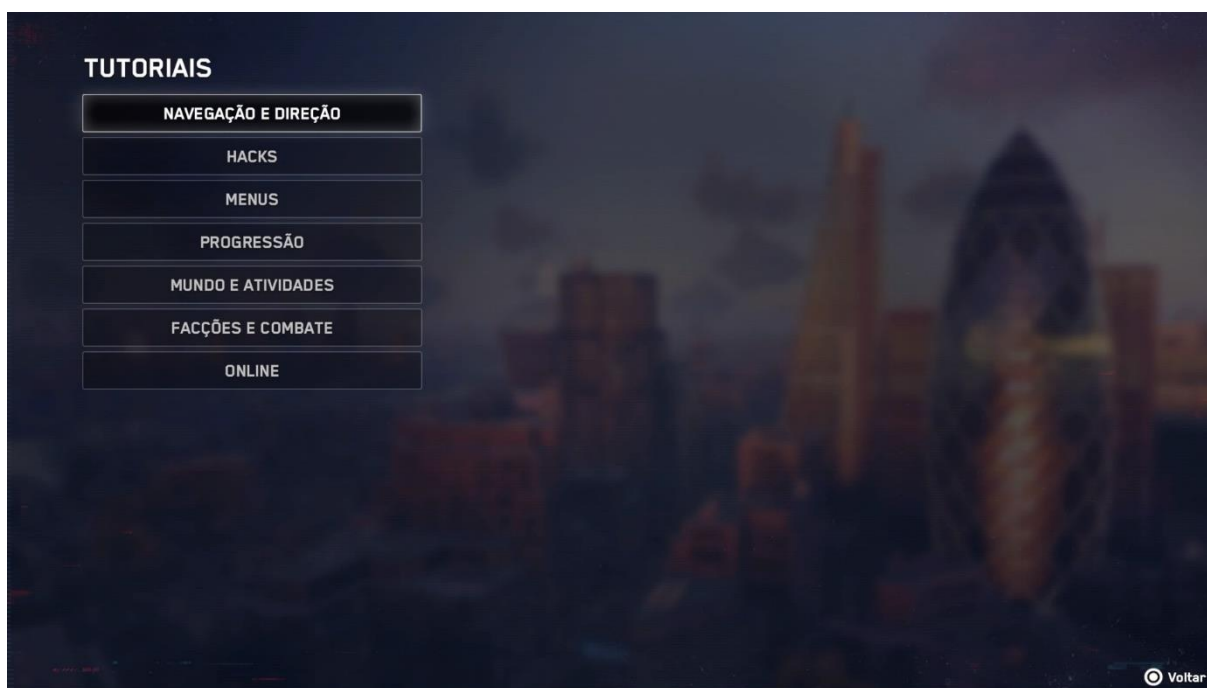 TUTORIAIS
NAVEGAÇÃO E DIREÇÃO
HACKS
MENUS
PROGRESSÃO
MUNDO E ATIVIDADES
FACÇÕES E COMBATE
ONLINE
Voltar